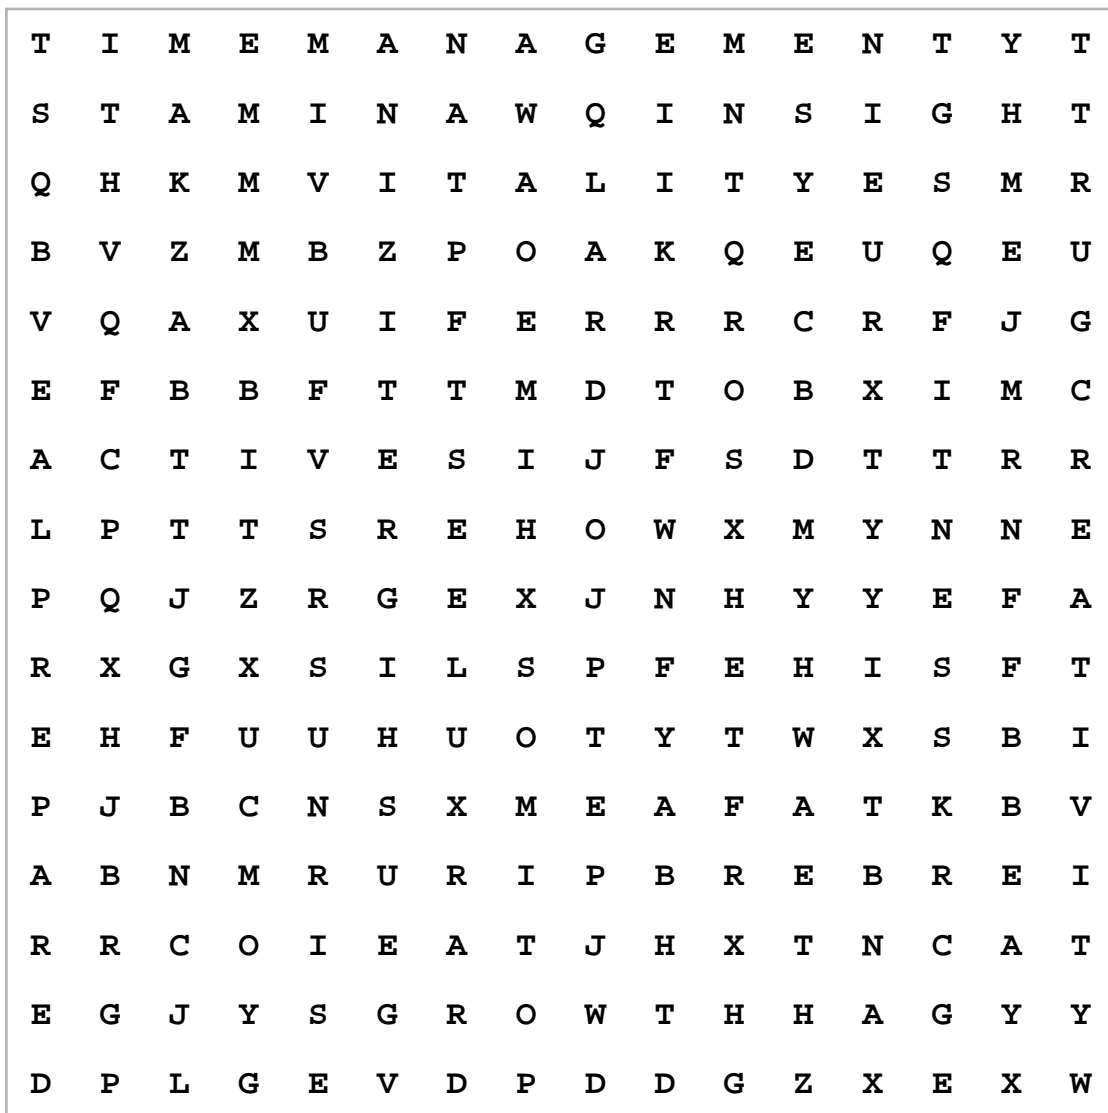 T I M E M A N A G E M E N T Y T
S T A M I N A W Q I N S I G H T
Q H K M V I T A L I T Y E S M R
B V Z M B Z P O A K Q E U Q E U
V Q A X U I F E R R R C R F J G
E F B B F T T M D T O B X I M C
A C T I V E S I J F S D T T R R
L P T T S R E H O W X M Y N N E
P Q J Z R G E X J N H Y Y E F A
R X G X S I L S P F E H I S F T
E H F U U H U O T Y T W X S B I
P J B C N S X M E A F A T K B V
A B N M R U R I P B R E B R E I
R R C O I E A T J H X T N C A T
E G J Y S G R O W T H H A G Y Y
D P L G E V D P D D G Z X E X W